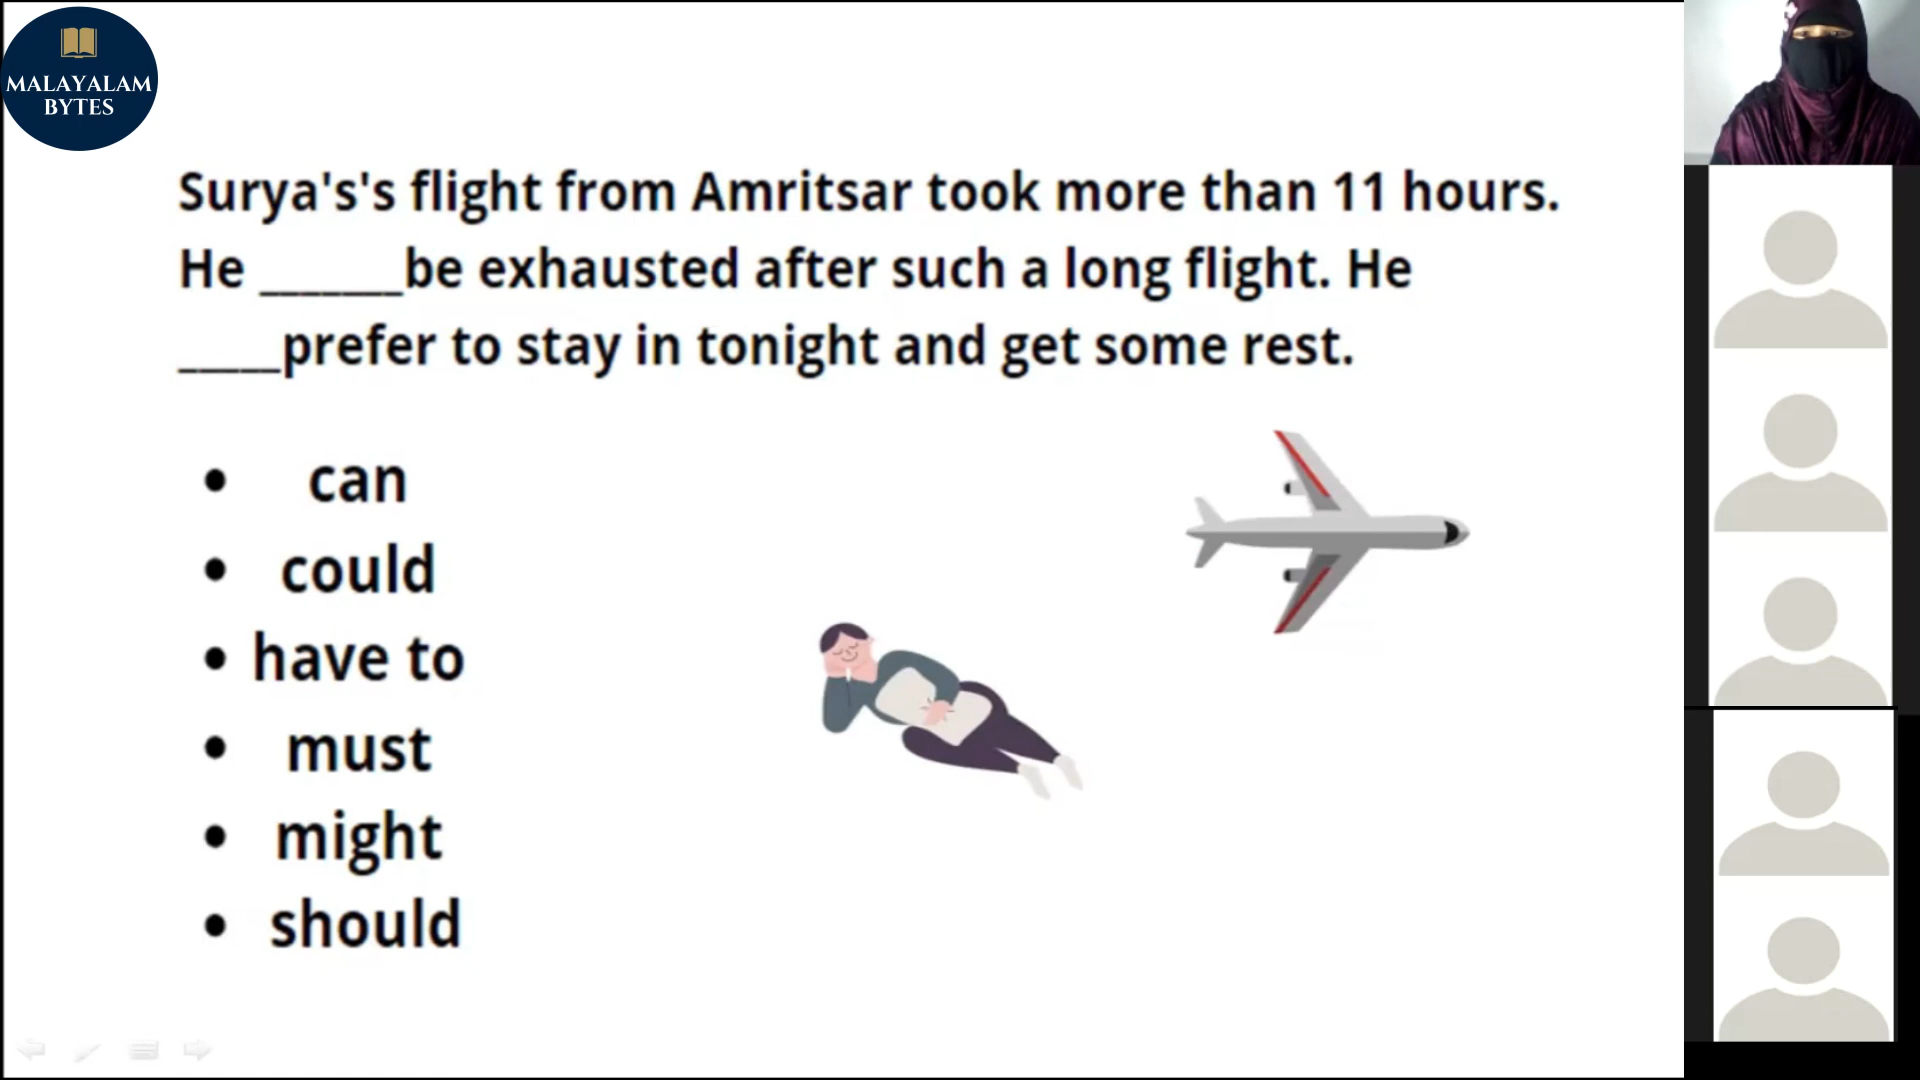 MALAYALAM
BYTES
Surya's's flight from Amritsar took more than 11 hours.
He _______be exhausted after such a long flight. He
_____prefer to stay in tonight and get some rest.
• can
• could
• have to
• must
• might
• should